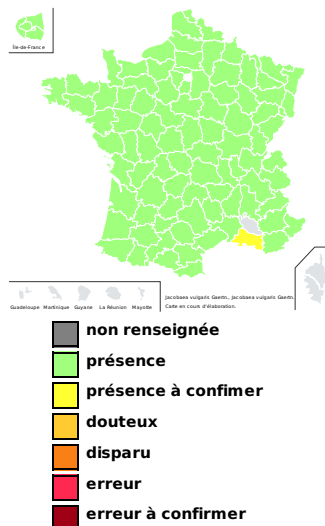 Île-de-France
Guadeloupe Martinique Guyane La Réunion Mayotte
Jacobaea vulgaris Gaertn., Jacobaea vulgaris Gaertn.
Carte en cours d'élaboration.
non renseignée
présence
présence à confimer
douteux
disparu
erreur
erreur à confirmer